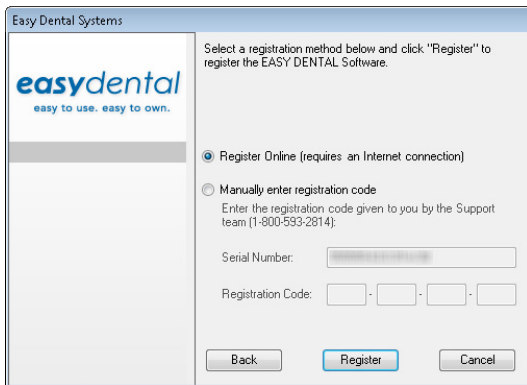 Easy Dental Systems
easydental
easy to use. easy to own.
Select a registration method below and click "Register" to
register the EASY DENTAL Software.
Register Online (requires an Internet connection)
Manually enter registration code
Enter the registration code given to you by the Support
team (1-800-593-2814):
Serial Number:
Registration Code: - - -
Back Register Cancel